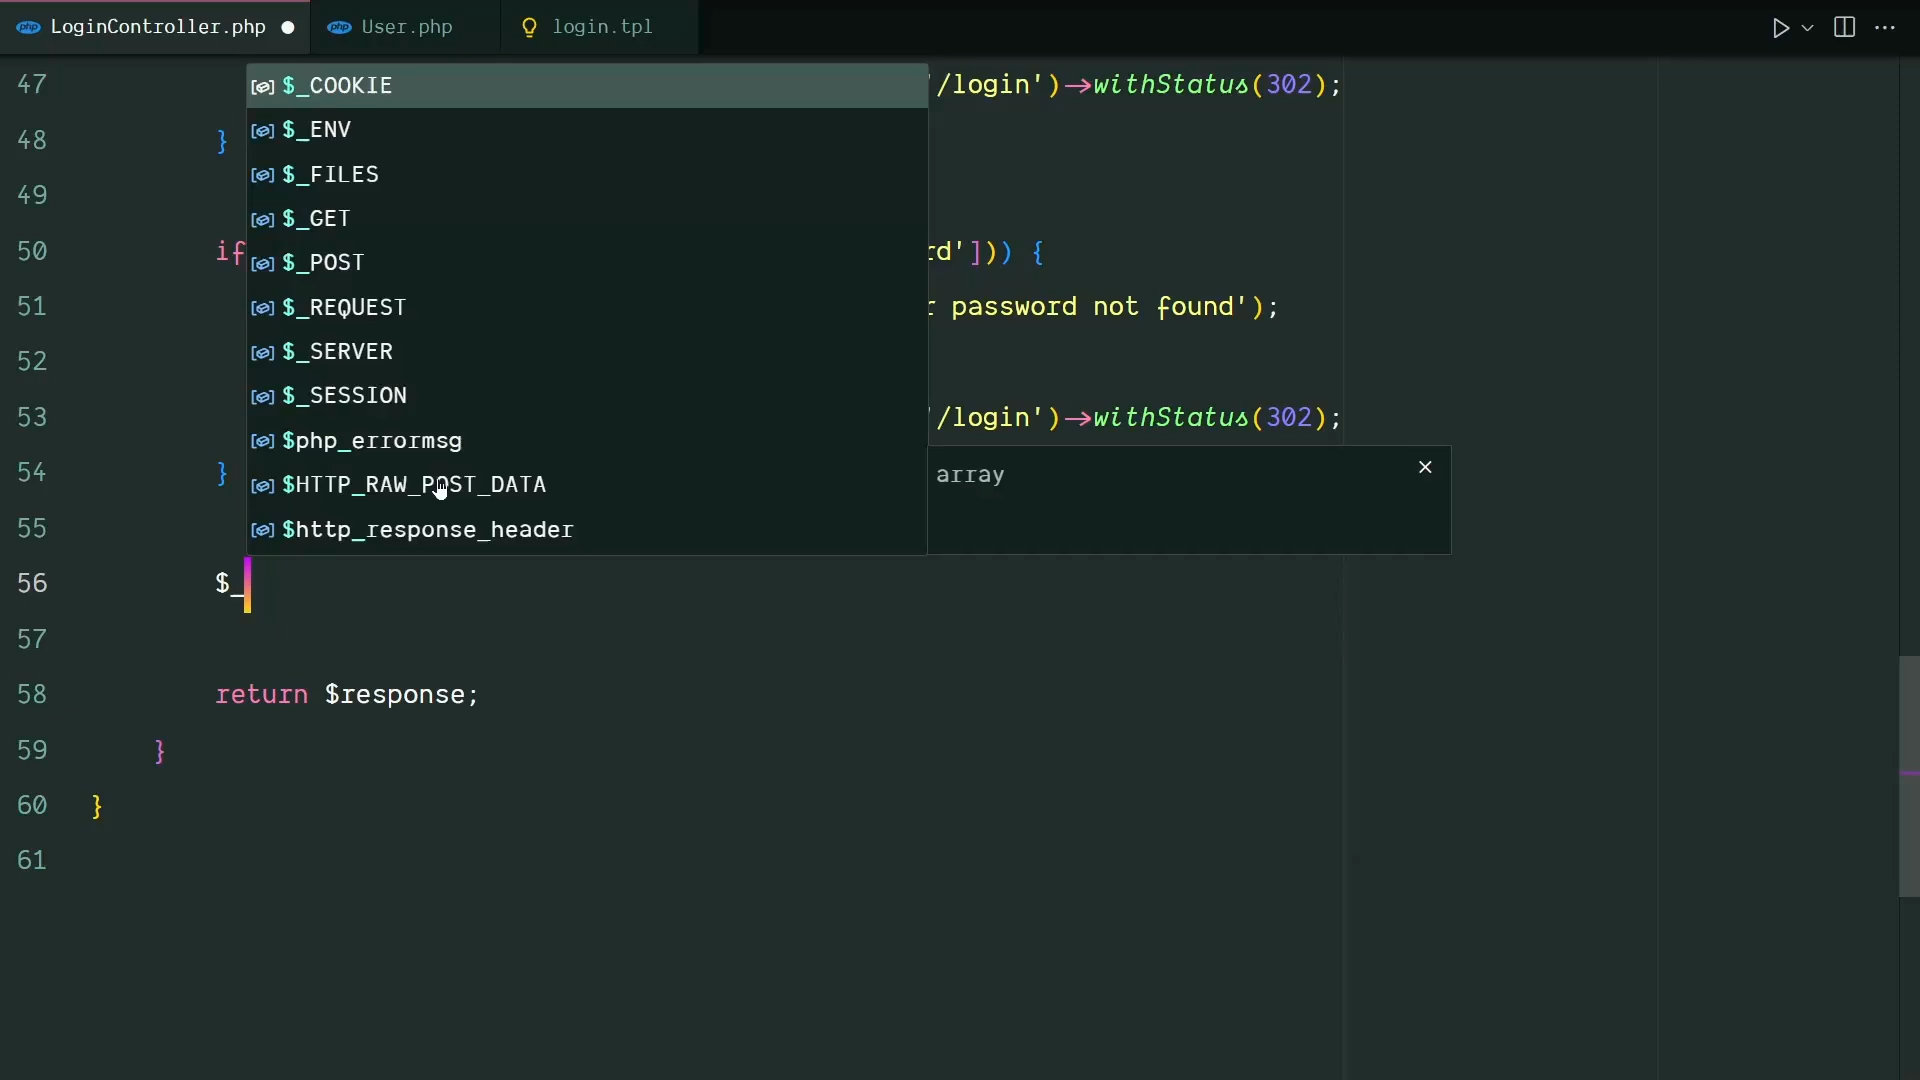 LoginController.php
User.php
login.tpl
47 '/login')->withStatus(302);
48 }
49
50 if rd'])) {
51 r password not found');
52
53 '/login')->withStatus(302);
54 }
55
56 $_
57
58 return $response;
59 }
60 }
61
$_COOKIE
$_ENV
$_FILES
$_GET
$_POST
$_REQUEST
$_SERVER
$_SESSION
$php_errormsg
$HTTP_RAW_POST_DATA
$http_response_header
array